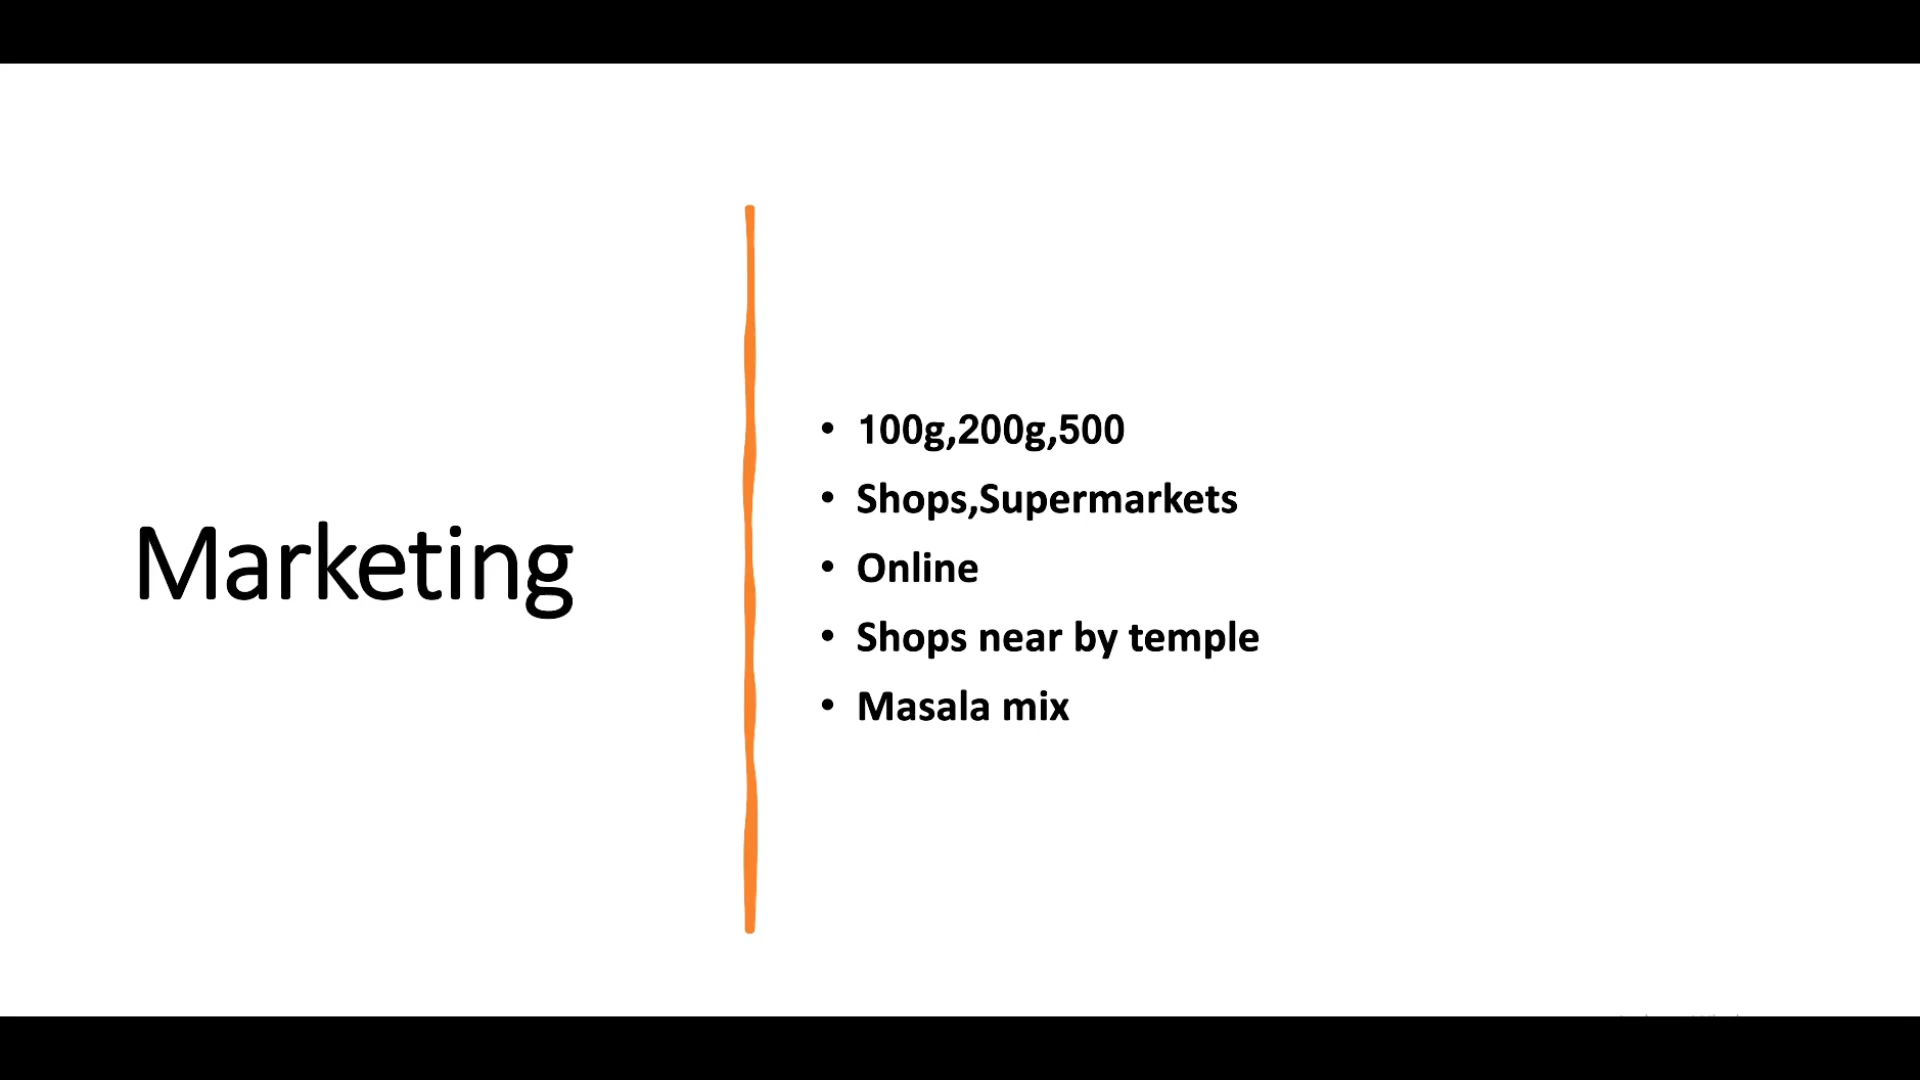 Marketing
• 100g,200g,500
• Shops,Supermarkets
• Online
• Shops near by temple
• Masala mix